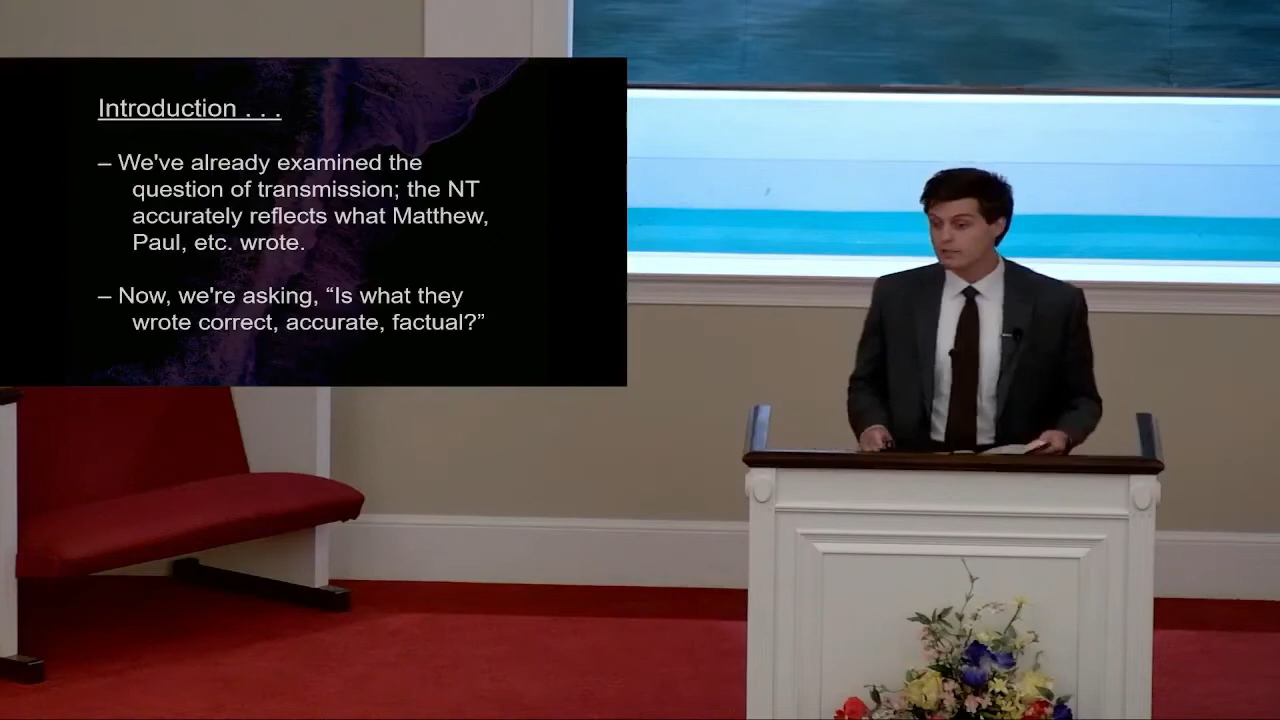 Introduction . . .
– We've already examined the
question of transmission; the NT
accurately reflects what Matthew,
Paul, etc. wrote.
– Now, we're asking, “Is what they
wrote correct, accurate, factual?”